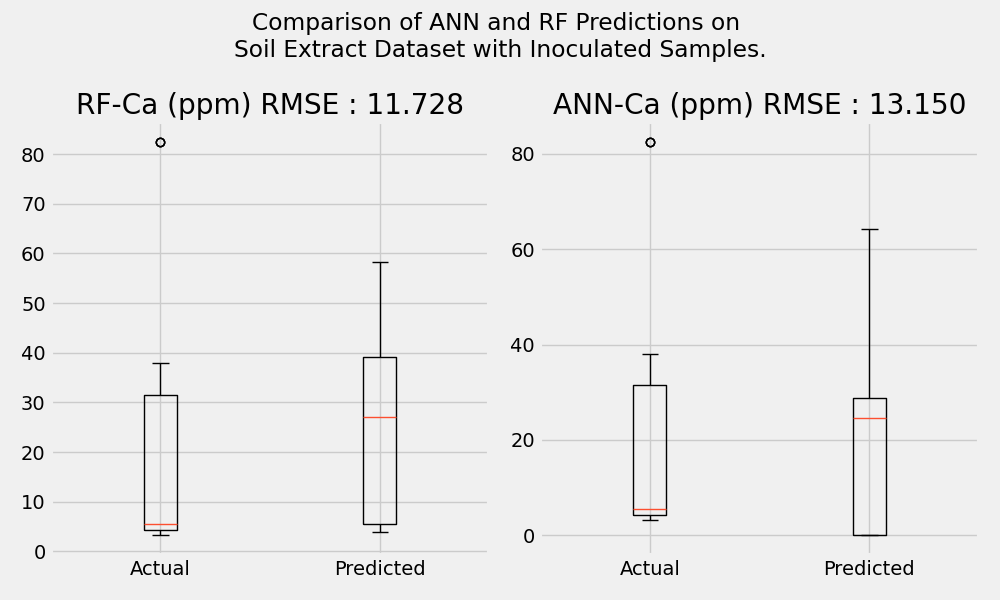 Comparison of ANN and RF Predictions on
Soil Extract Dataset with Inoculated Samples.
RF-Ca (ppm) RMSE : 11.728
80
70
60
50
40
30
20
10
0
Actual Predicted
ANN-Ca (ppm) RMSE : 13.150
80
60
40
20
0
Actual Predicted